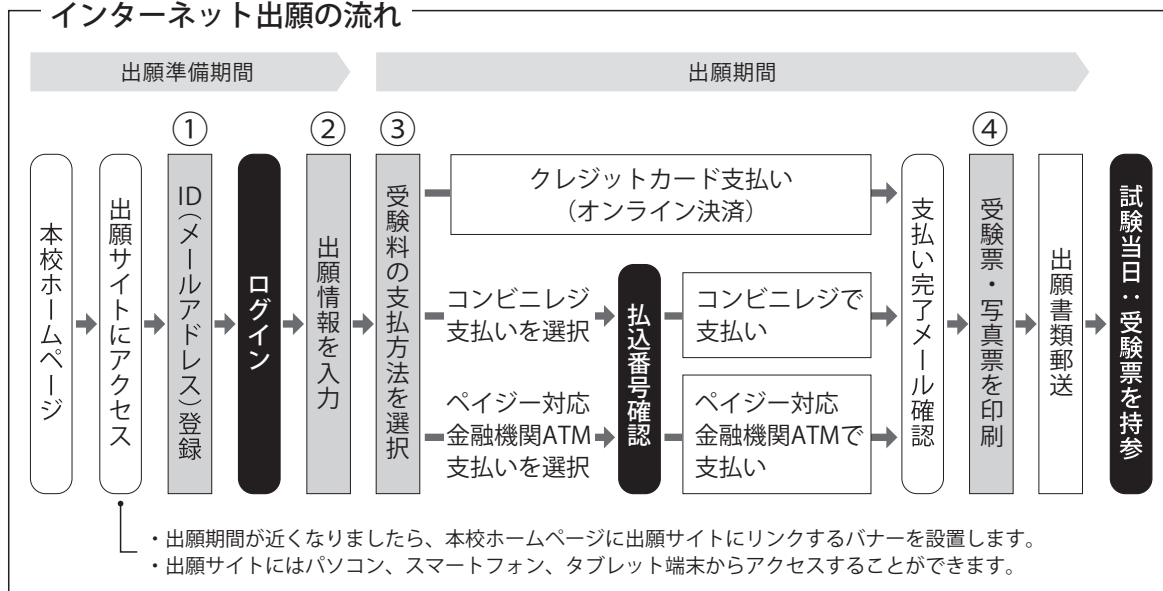 インターネット出願の流れ
出願準備期間
出願期間
本校ホームページ
出願サイトにアクセス
①
ID(メールアドレス)登録
ログイン
②
出願情報を入力
③
受験料の支払方法を選択
クレジットカード支払い
(オンライン決済)
コンビニレジ
支払いを選択
ペイジー対応
金融機関ATM
支払いを選択
払込番号確認
コンビニレジで
支払い
ペイジー対応
金融機関ATMで
支払い
支払い完了メール確認
④
受験票・写真票を印刷
出願書類郵送
試験当日:受験票を持参
・出願期間が近くなりましたら、本校ホームページに出願サイトにリンクするバナーを設置します。
・出願サイトにはパソコン、スマートフォン、タブレット端末からアクセスすることができます。